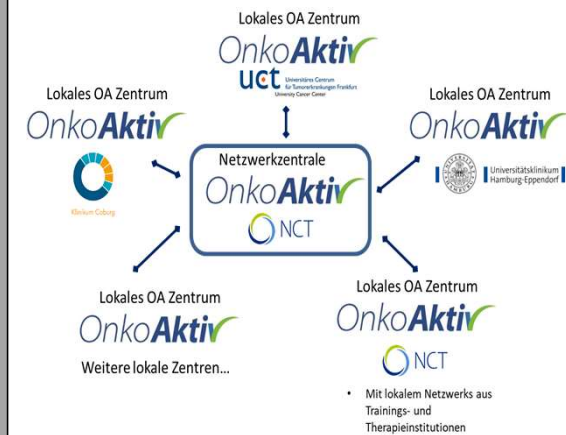 Lokales OA Zentrum
OnkoAktiv
uct Universitäres Centrum
für Tumorerkrankungen Frankfurt
University Cancer Center
Lokales OA Zentrum
OnkoAktiv
Klinikum Coburg
Lokales OA Zentrum
OnkoAktiv
Universitätsklinikum
Hamburg-Eppendorf
Netzwerkzentrale
OnkoAktiv
NCT
Lokales OA Zentrum
OnkoAktiv
Weitere lokale Zentren...
Lokales OA Zentrum
OnkoAktiv
NCT
• Mit lokalem Netzwerks aus
Trainings- und
Therapieinstitutionen